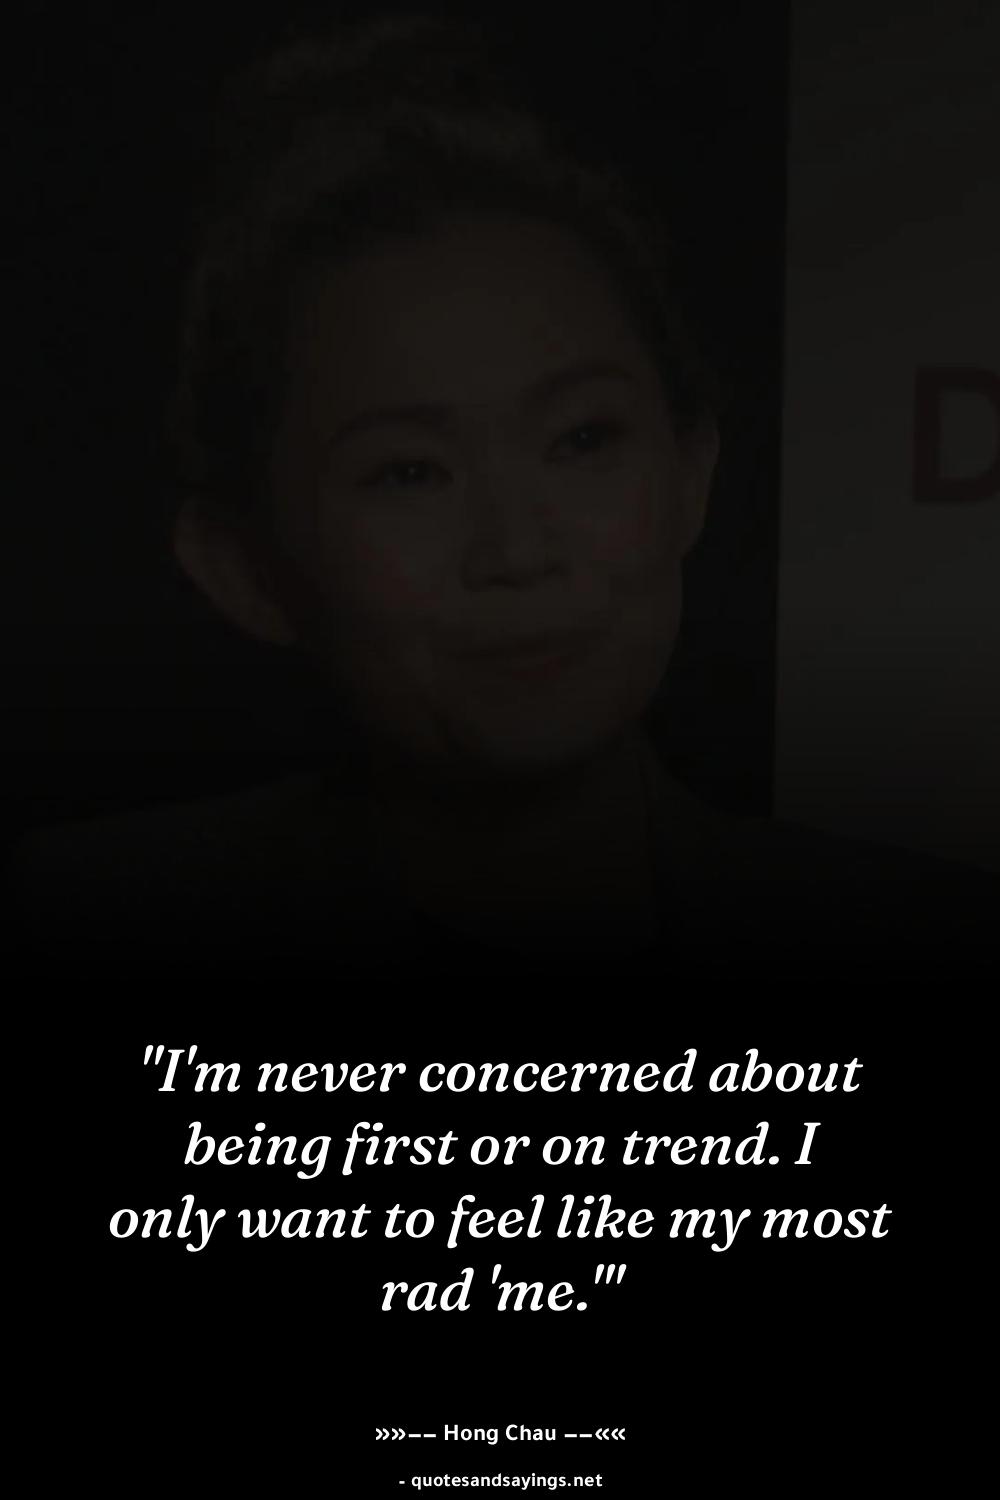 D
"I'm never concerned about
being first or on trend. I
only want to feel like my most
rad 'me.'"
»»—— Hong Chau ——««
- quotesandsayings.net